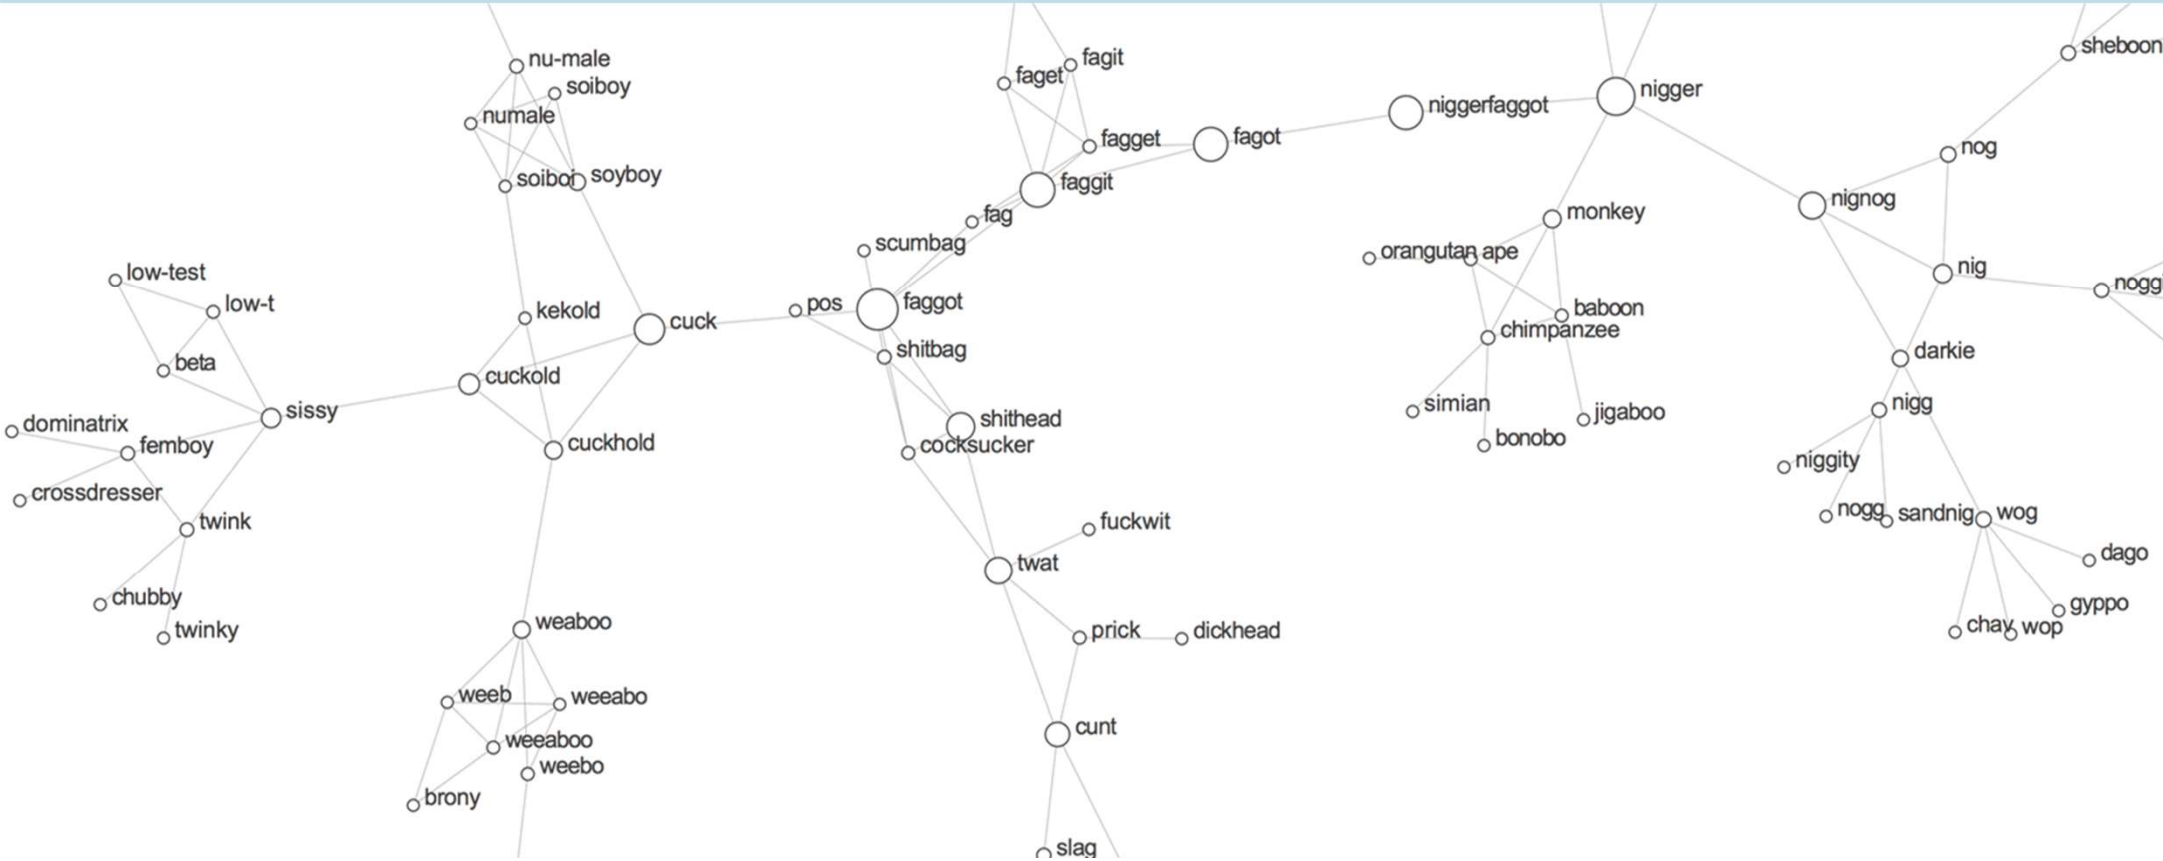 nu-male
soiboy
numale
soiboi
soyboy
low-test
low-t
beta
kekold
cuck
cuckold
sissy
dominatrix
femboy
cuckhold
crossdresser
twink
chubby
twinky
weaboo
weeb
weeabo
weeaboo
weebo
brony
faget
fagit
fagget
fagot
faggit
fag
scumbag
pos
faggot
shitbag
shithead
cocksucker
fuckwit
twat
prick
dickhead
cunt
slag
niggerfaggot
nigger
monkey
orangutan
ape
baboon
chimpanzee
simian
jigaboo
bonobo
sheboon
nog
nignog
nig
noggi
darkie
nigg
niggity
nogg
sandnig
wog
dago
gyppo
chav
wop